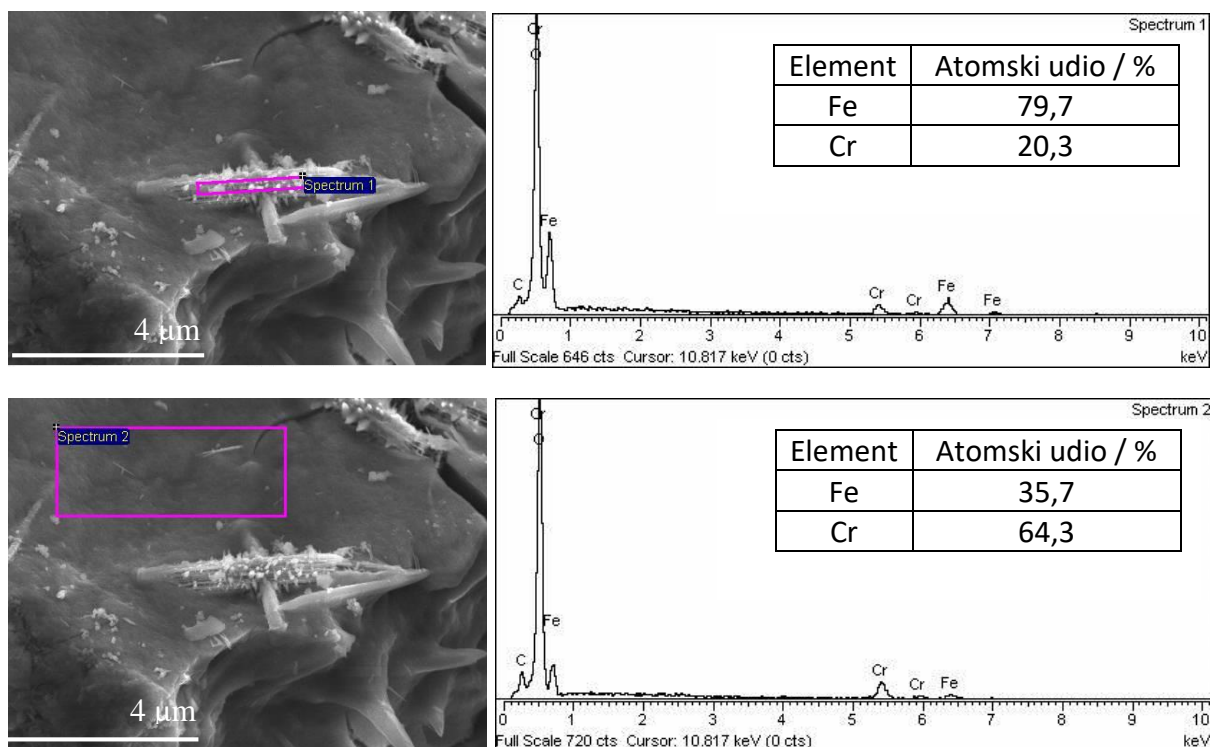 Spectrum 1
4 µm
Spectrum 1
Cr
O
Fe
C
Cr
Cr
Fe
Fe
Element Atomski udio / %
Fe 79,7
Cr 20,3
0 1 2 3 4 5 6 7 8 9 10
Full Scale 646 cts Cursor: 10.817 keV (0 cts) keV
Spectrum 2
4 µm
Spectrum 2
Cr
O
Fe
C
Cr
Cr
Fe
Element Atomski udio / %
Fe 35,7
Cr 64,3
0 1 2 3 4 5 6 7 8 9 10
Full Scale 720 cts Cursor: 10.817 keV (0 cts) keV